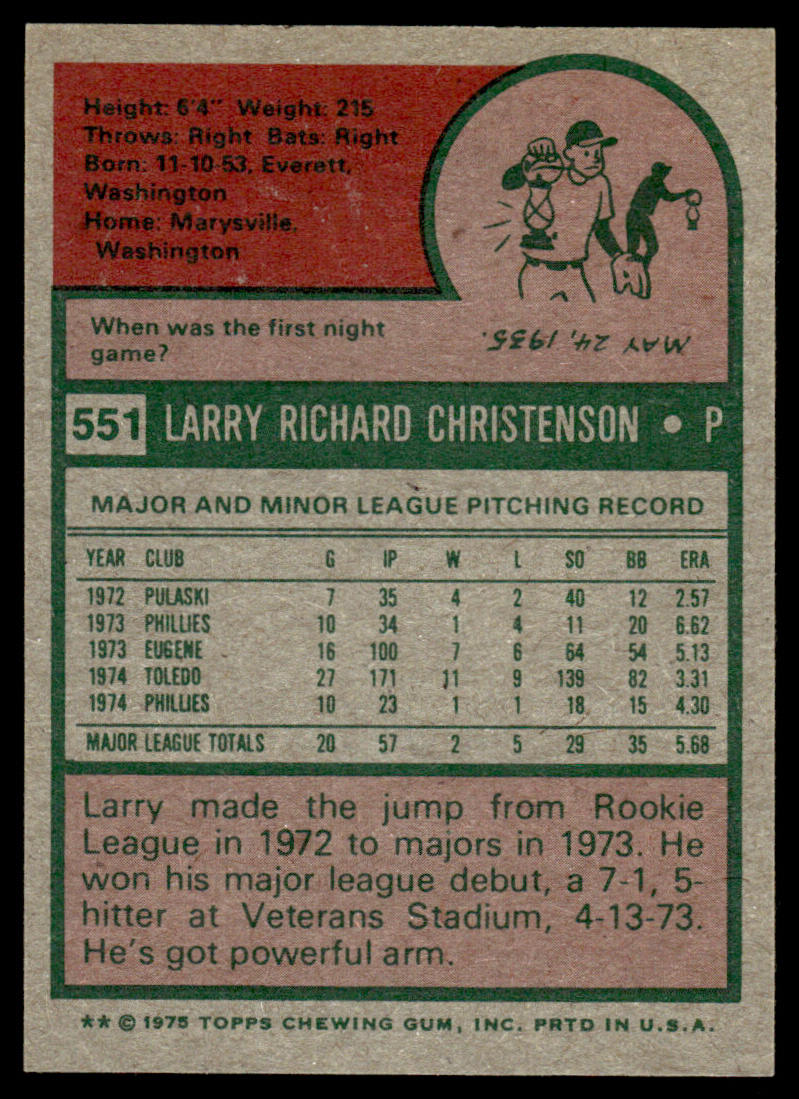 Height: 6'4" Weight: 215
Throws: Right Bats: Right
Born: 11-10-53, Everett,
Washington
Home: Marysville,
Washington
When was the first night
game?
MAY 24, 1935.
551 LARRY RICHARD CHRISTENSON • P
MAJOR AND MINOR LEAGUE PITCHING RECORD
YEAR CLUB G IP W L SO BB ERA
1972 PULASKI 7 35 4 2 40 12 2.57
1973 PHILLIES 10 34 1 4 11 20 6.62
1973 EUGENE 16 100 7 6 64 54 5.13
1974 TOLEDO 27 171 11 9 139 82 3.31
1974 PHILLIES 10 23 1 1 18 15 4.30
MAJOR LEAGUE TOTALS 20 57 2 5 29 35 5.68
Larry made the jump from Rookie
League in 1972 to majors in 1973. He
won his major league debut, a 7-1, 5-
hitter at Veterans Stadium, 4-13-73.
He's got powerful arm.
** © 1975 TOPPS CHEWING GUM, INC. PRTD IN U.S.A.